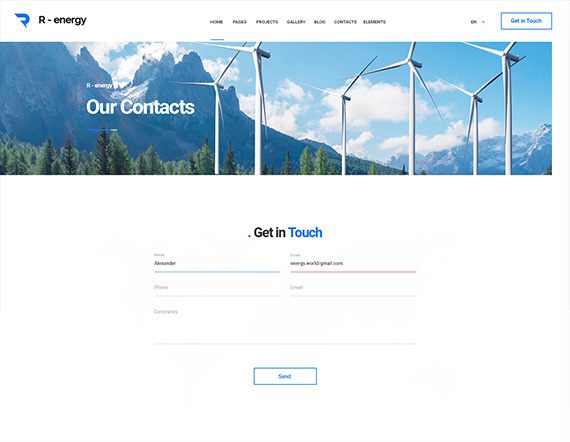 R - energy
HOME PAGES PROJECTS GALLERY BLOG CONTACTS ELEMENTS
EN
Get in Touch
R - energy
Our Contacts
. Get in Touch
Name
Email
Alexander
energy.world/gmail.com
Phone
Email
Comments
Send